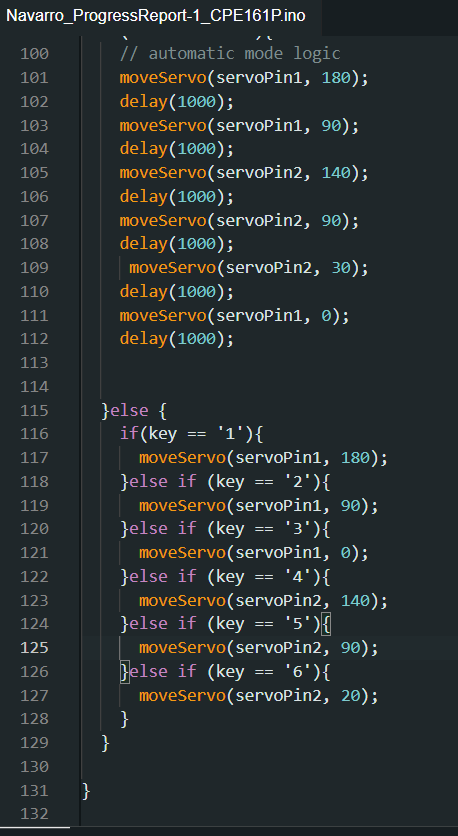 Navarro_ProgressReport-1_CPE161P.ino
100 // automatic mode logic
101 moveServo(servoPin1, 180);
102 delay(1000);
103 moveServo(servoPin1, 90);
104 delay(1000);
105 moveServo(servoPin2, 140);
106 delay(1000);
107 moveServo(servoPin2, 90);
108 delay(1000);
109 moveServo(servoPin2, 30);
110 delay(1000);
111 moveServo(servoPin1, 0);
112 delay(1000);
113
114
115 }else {
116 if(key == '1'){
117 moveServo(servoPin1, 180);
118 }else if (key == '2'){
119 moveServo(servoPin1, 90);
120 }else if (key == '3'){
121 moveServo(servoPin1, 0);
122 }else if (key == '4'){
123 moveServo(servoPin2, 140);
124 }else if (key == '5'){
125 moveServo(servoPin2, 90);
126 }else if (key == '6'){
127 moveServo(servoPin2, 20);
128 }
129 }
130
131 }
132